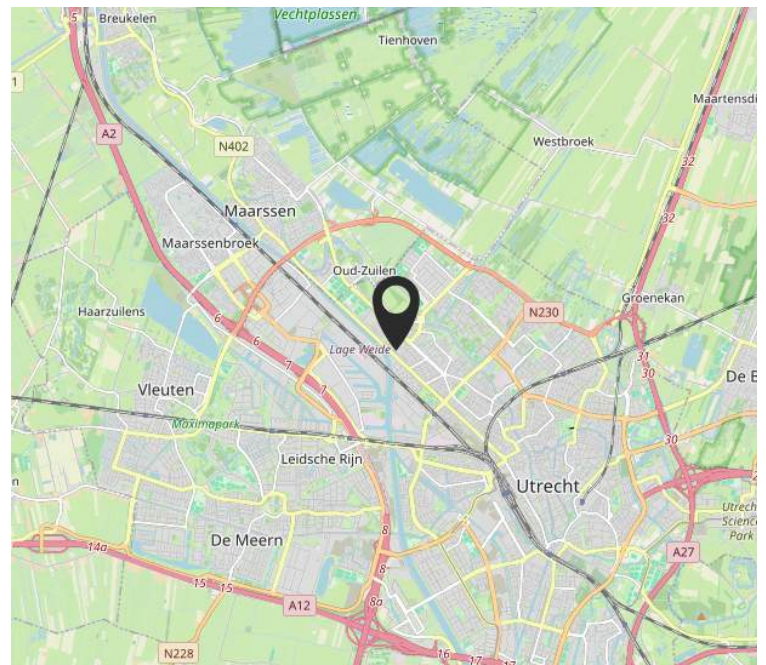 5
Breukelen
Vechtplassen
Tienhoven
1
A2
N402
Westbroek
Maartensdi
32
Maarssen
32
Maarssenbroek
Oud-Zuilen
Haarzuilens
6
6
N230
Groenekan
Lage Weide
7
7
31
30
De B
Vleuten
Maximapark
30
Leidsche Rijn
Utrecht
2
n
Utrech
Science
Park
De Meern
8
14a
A27
15
15
8
A12
8a
N228
16
17